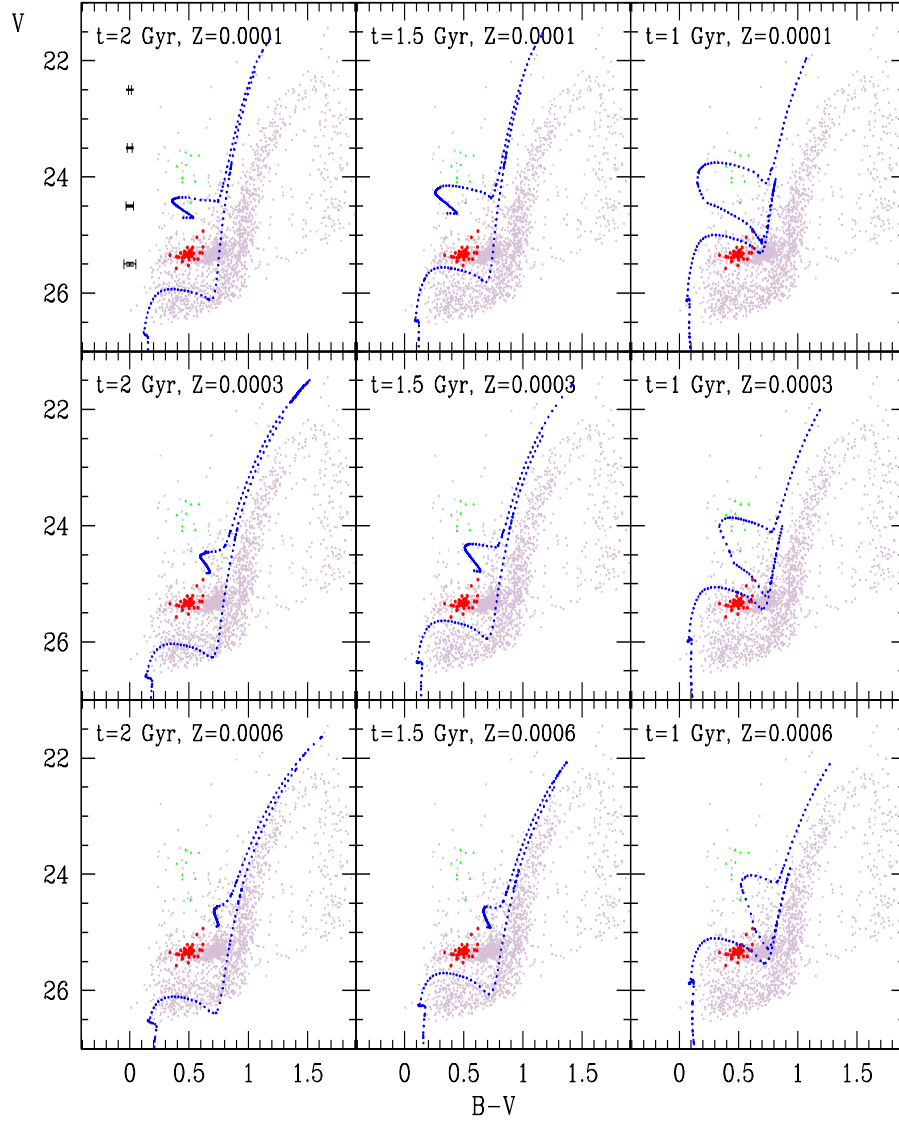 V
t=2 Gyr, Z=0.0001
t=1.5 Gyr, Z=0.0001
t=1 Gyr, Z=0.0001
22
24
26
t=2 Gyr, Z=0.0003
t=1.5 Gyr, Z=0.0003
t=1 Gyr, Z=0.0003
22
24
26
t=2 Gyr, Z=0.0006
t=1.5 Gyr, Z=0.0006
t=1 Gyr, Z=0.0006
22
24
26
0 0.5 1 1.5 0 0.5 1 1.5 0 0.5 1 1.5
B-V